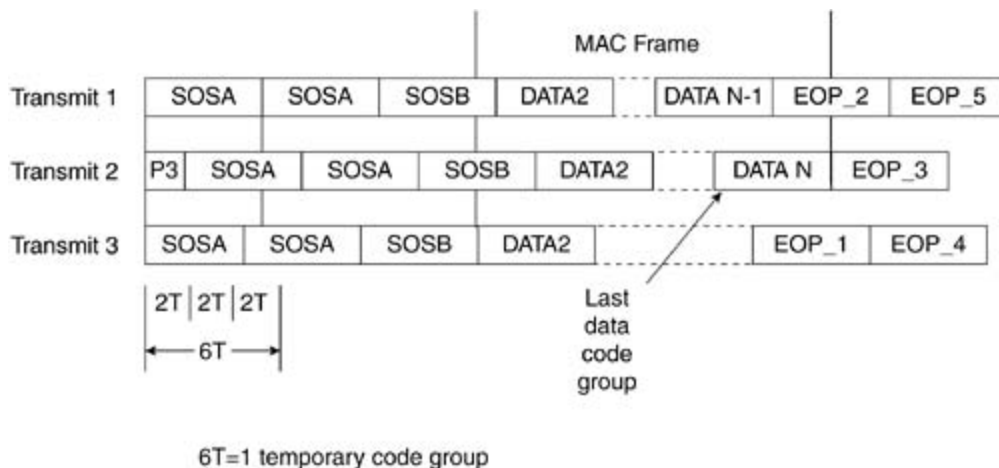 MAC Frame
Transmit 1 SOSA SOSA SOSB DATA2 DATA N-1 EOP_2 EOP_5
Transmit 2 P3 SOSA SOSA SOSB DATA2 DATA N EOP_3
Transmit 3 SOSA SOSA SOSB DATA2 EOP_1 EOP_4
2T 2T 2T
6T
Last
data
code
group
6T=1 temporary code group